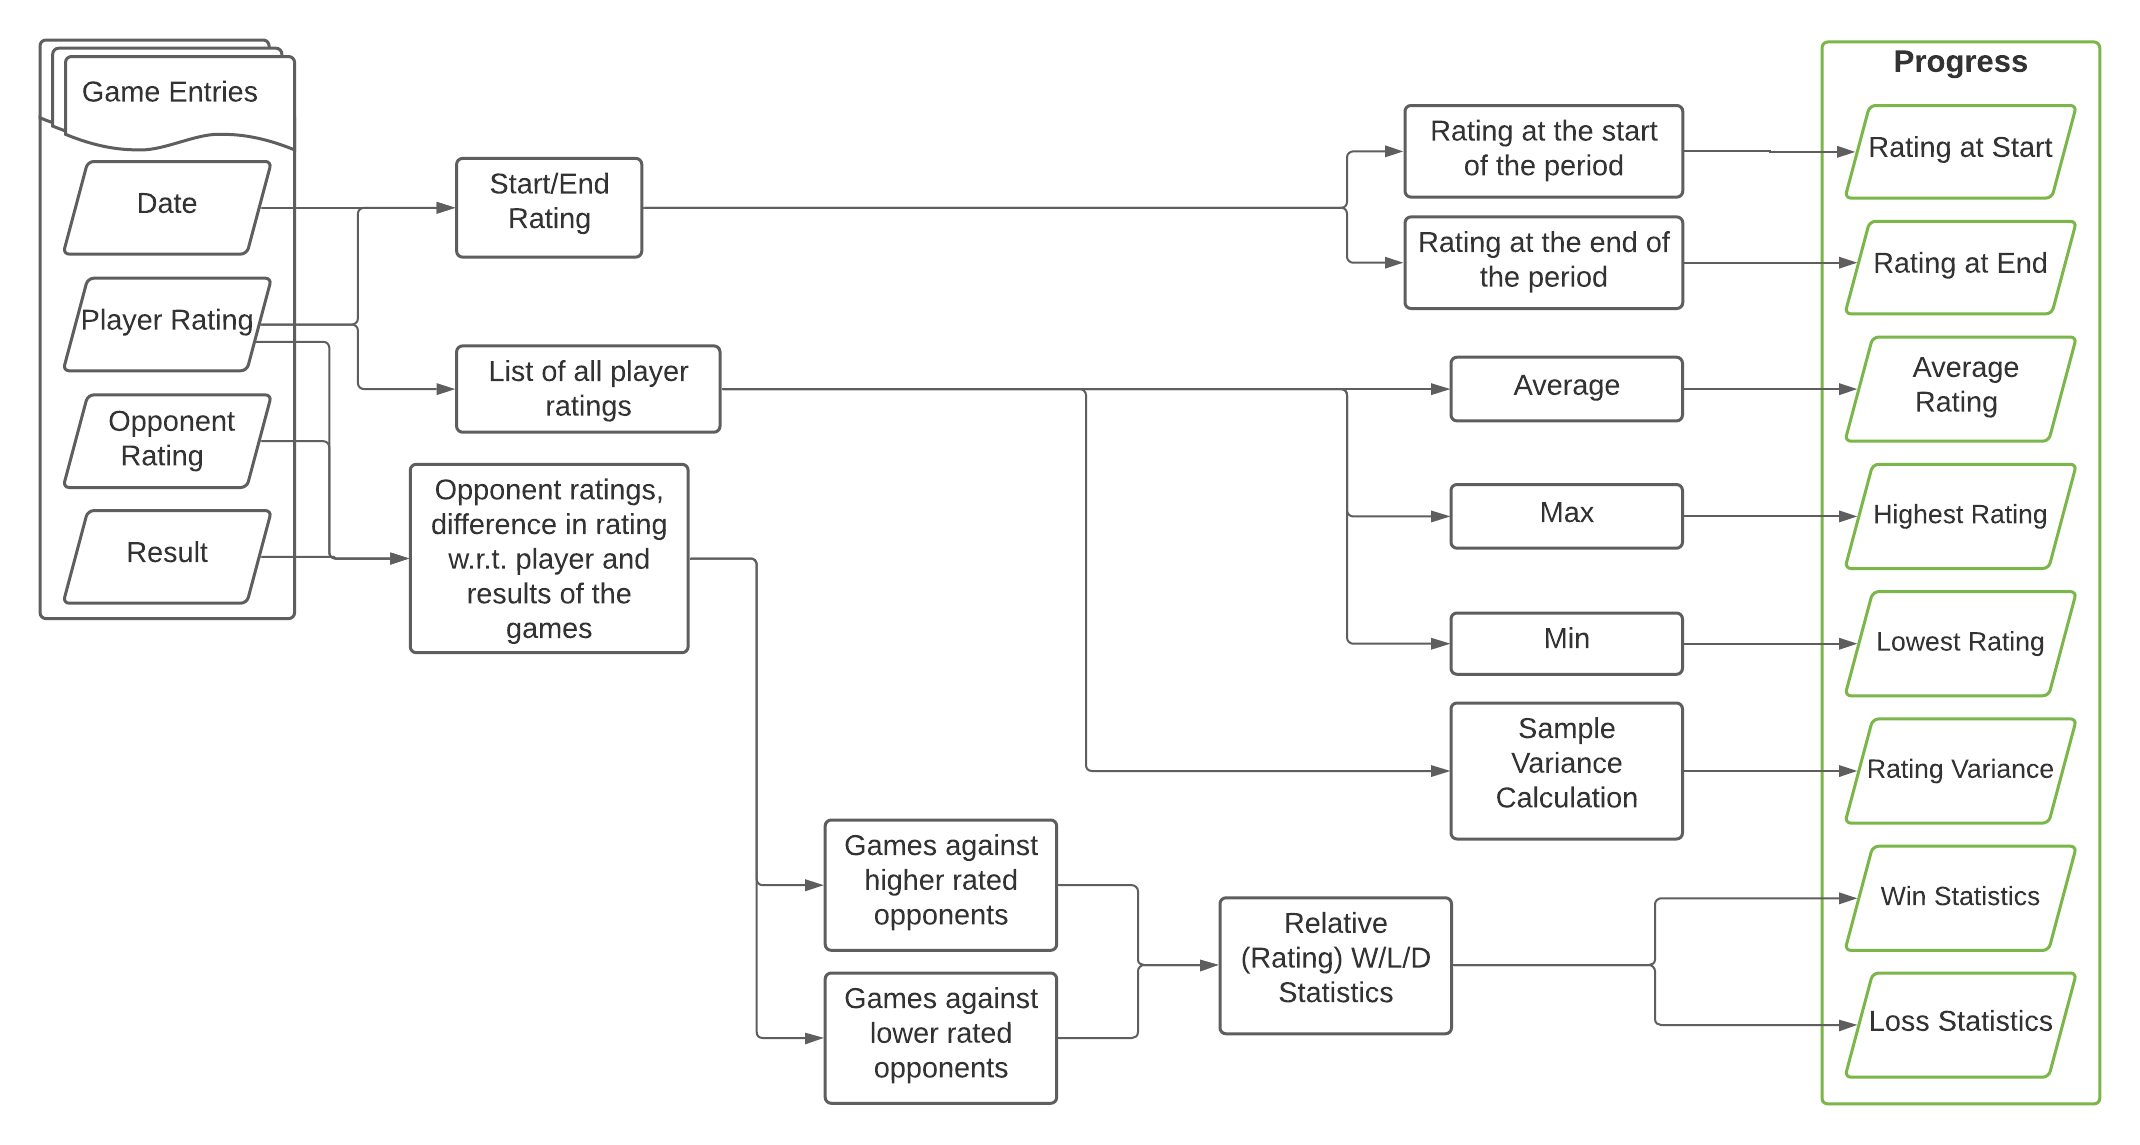 Game Entries
Date
Player Rating
Opponent
Rating
Result
Start/End
Rating
List of all player
ratings
Opponent ratings,
difference in rating
w.r.t. player and
results of the
games
Games against
higher rated
opponents
Games against
lower rated
opponents
Relative
(Rating) W/L/D
Statistics
Rating at the start
of the period
Rating at the end of
the period
Average
Max
Min
Sample
Variance
Calculation
Progress
Rating at Start
Rating at End
Average
Rating
Highest Rating
Lowest Rating
Rating Variance
Win Statistics
Loss Statistics